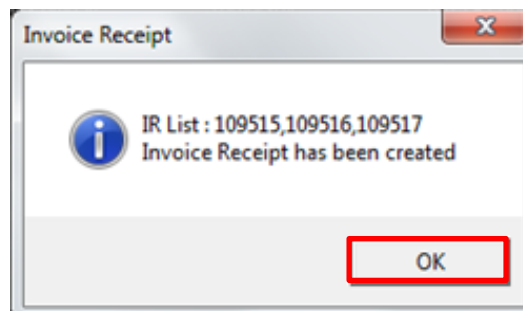 Invoice Receipt
IR List : 109515,109516,109517
Invoice Receipt has been created
OK